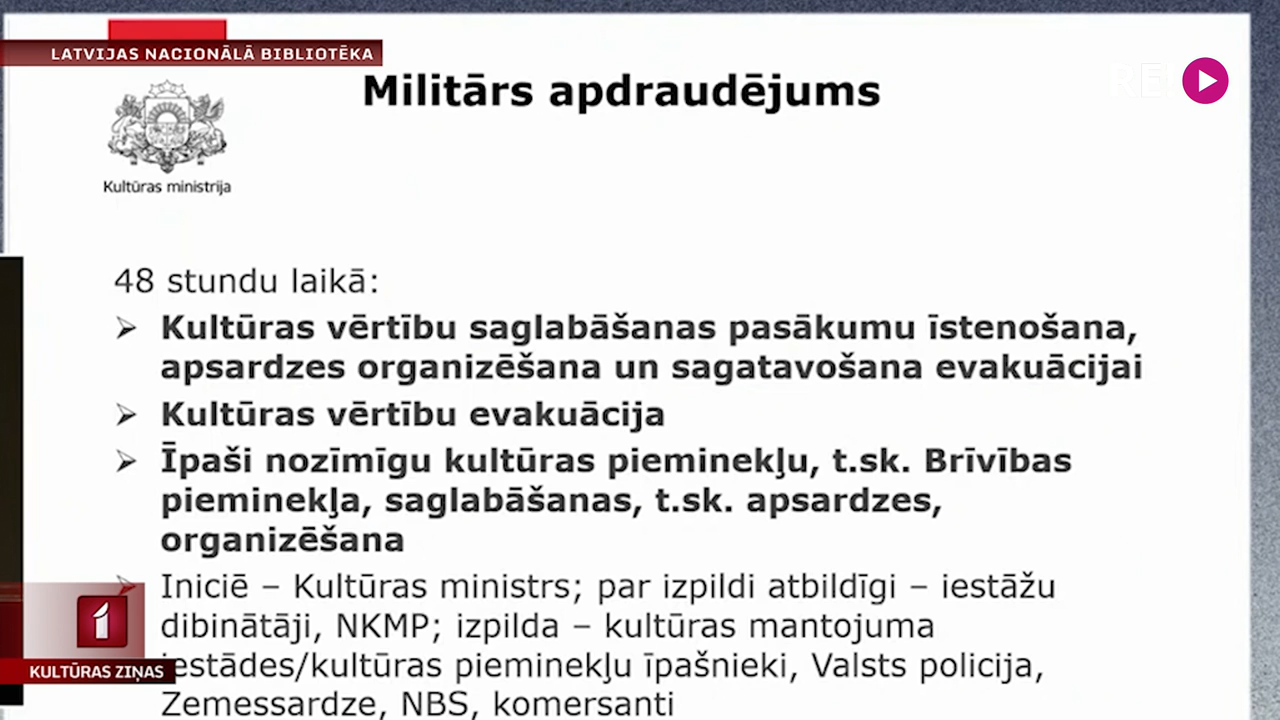 LATVIJAS NACIONĀLĀ BIBLIOTĒKA
RE
Militārs apdraudējums
Kultūras ministrija
48 stundu laikā:
Kultūras vērtību saglabāšanas pasākumu īstenošana,
apsardzes organizēšana un sagatavošana evakuācijai
Kultūras vērtību evakuācija
Īpaši nozīmīgu kultūras pieminekļu, t.sk. Brīvības
pieminekļa, saglabāšanas, t.sk. apsardzes,
organizēšana
Iniciē – Kultūras ministrs; par izpildi atbildīgi – iestāžu
dibinātāji, NKMP; izpilda – kultūras mantojuma
iestādes/kultūras pieminekļu īpašnieki, Valsts policija,
Zemessardze, NBS, komersanti
1
KULTŪRAS ZIŅAS